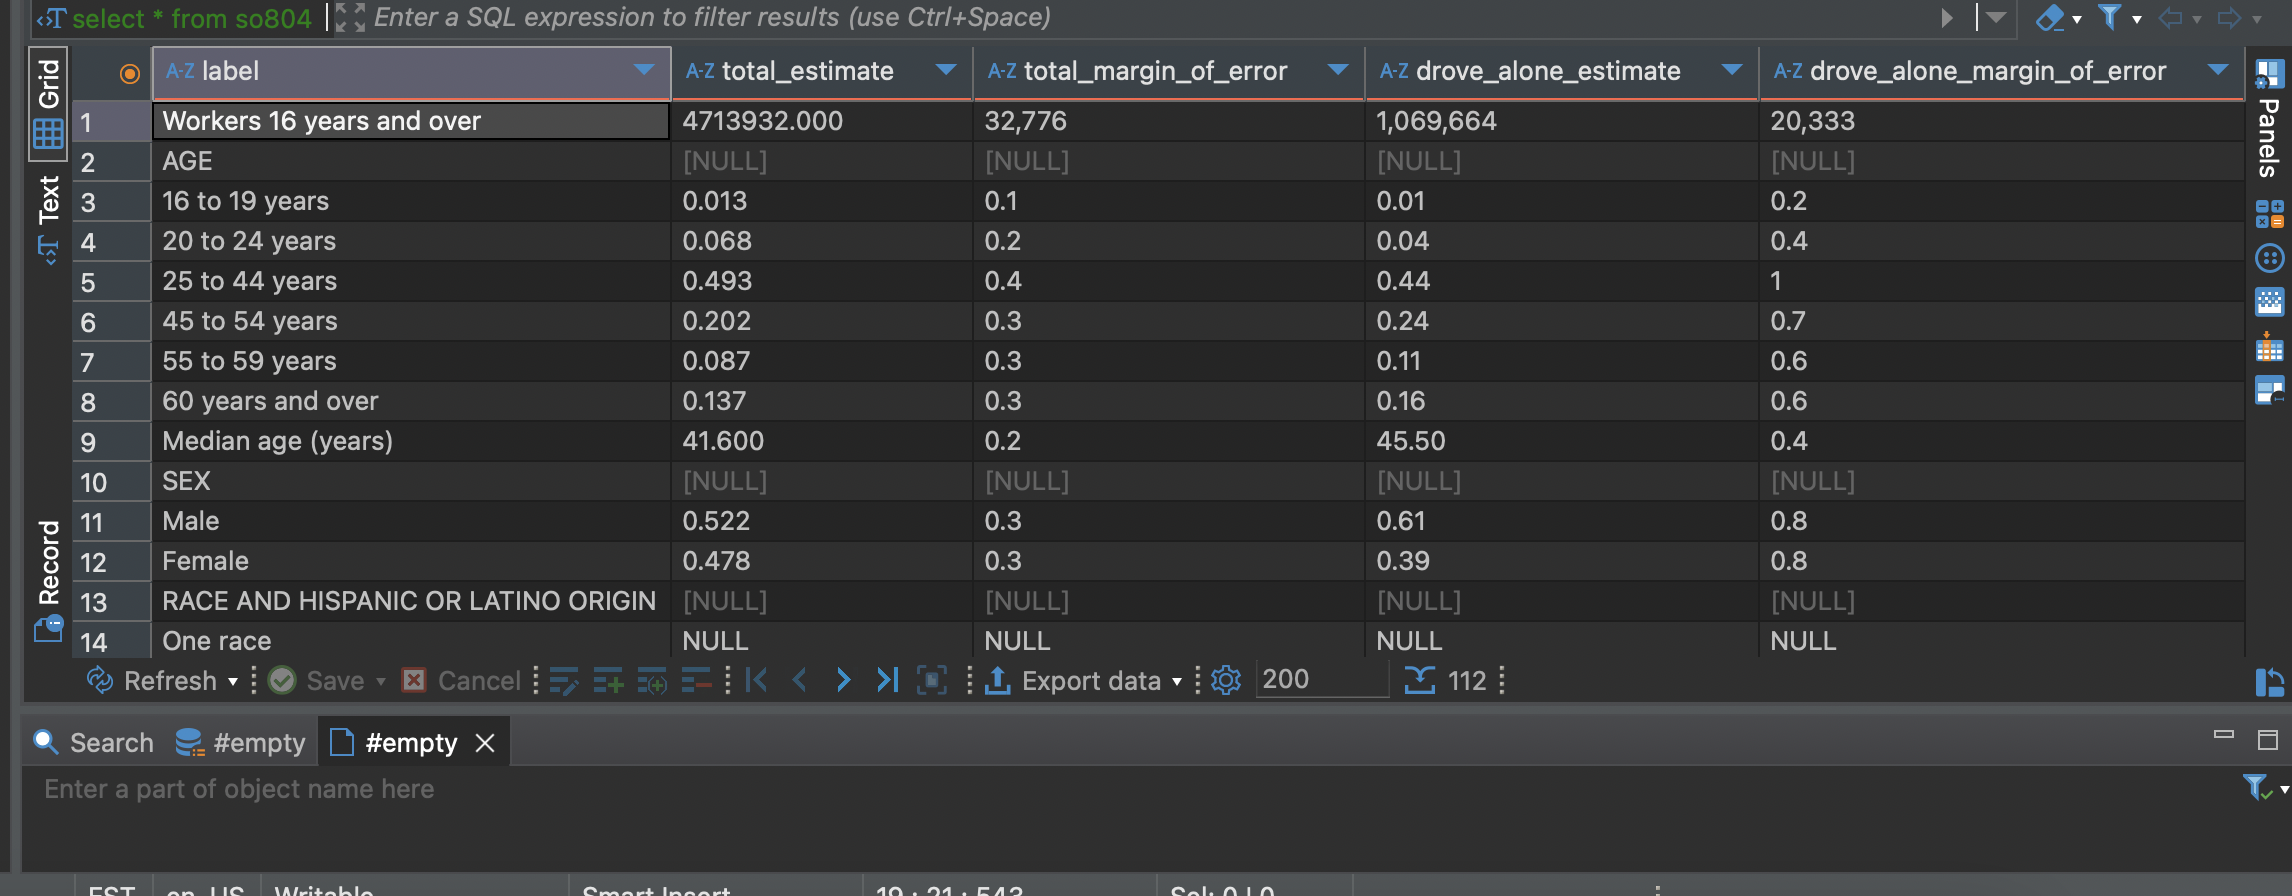 select * from so804 Enter a SQL expression to filter results (use Ctrl+Space)
Grid
Text
Record
A-Z label A-Z total_estimate A-Z total_margin_of_error A-Z drove_alone_estimate A-Z drove_alone_margin_of_error
1 Workers 16 years and over 4713932.000 32,776 1,069,664 20,333
2 AGE [NULL] [NULL] [NULL] [NULL]
3 16 to 19 years 0.013 0.1 0.01 0.2
4 20 to 24 years 0.068 0.2 0.04 0.4
5 25 to 44 years 0.493 0.4 0.44 1
6 45 to 54 years 0.202 0.3 0.24 0.7
7 55 to 59 years 0.087 0.3 0.11 0.6
8 60 years and over 0.137 0.3 0.16 0.6
9 Median age (years) 41.600 0.2 45.50 0.4
10 SEX [NULL] [NULL] [NULL] [NULL]
11 Male 0.522 0.3 0.61 0.8
12 Female 0.478 0.3 0.39 0.8
13 RACE AND HISPANIC OR LATINO ORIGIN [NULL] [NULL] [NULL] [NULL]
14 One race NULL NULL NULL NULL
Panels
Refresh Save Cancel Export data 200 112
Search #empty #empty
Enter a part of object name here
EST en_US Writable Smart Insert 19 : 21 : 543 Sel: 0 | 0